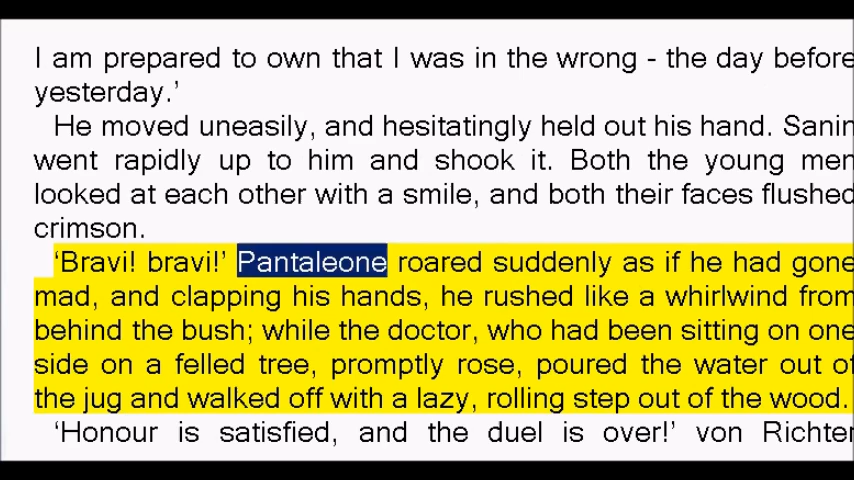 I am prepared to own that I was in the wrong - the day before
yesterday.’
He moved uneasily, and hesitatingly held out his hand. Sanin
went rapidly up to him and shook it. Both the young men
looked at each other with a smile, and both their faces flushed
crimson.
‘Bravi! bravi!’ Pantaleone roared suddenly as if he had gone
mad, and clapping his hands, he rushed like a whirlwind from
behind the bush; while the doctor, who had been sitting on one
side on a felled tree, promptly rose, poured the water out of
the jug and walked off with a lazy, rolling step out of the wood.
‘Honour is satisfied, and the duel is over!’ von Richter